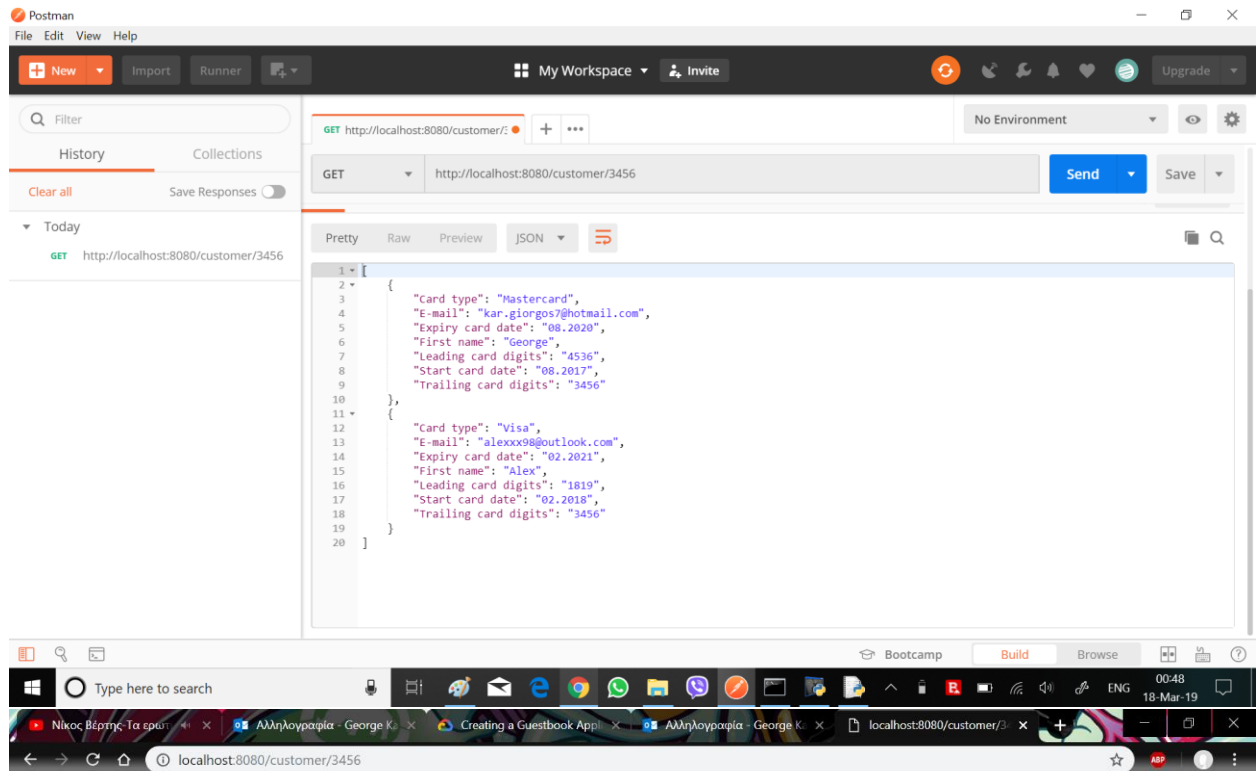 Postman
File Edit View Help
New Import Runner My Workspace Invite Upgrade
Filter
History Collections
Clear all Save Responses
Today
GET http://localhost:8080/customer/3456
GET http://localhost:8080/customer/3 + •••
No Environment
GET http://localhost:8080/customer/3456 Send Save
Pretty Raw Preview JSON
1 [
2 {
3 "Card type": "Mastercard",
4 "E-mail": "kar.giorgos7@hotmail.com",
5 "Expiry card date": "08.2020",
6 "First name": "George",
7 "Leading card digits": "4536",
8 "Start card date": "08.2017",
9 "Trailing card digits": "3456"
10 },
11 {
12 "Card type": "Visa",
13 "E-mail": "alexxx98@outlook.com",
14 "Expiry card date": "02.2021",
15 "First name": "Alex",
16 "Leading card digits": "1819",
17 "Start card date": "02.2018",
18 "Trailing card digits": "3456"
19 }
20 ]
Bootcamp Build Browse
Type here to search ENG 00:48
18-Mar-19
Νίκος Βέρτης-Τα Αλληλογραφία - George Creating a Guestbook Αλληλογραφία - George localhost:8080/customer/3
localhost:8080/customer/3456 ABP